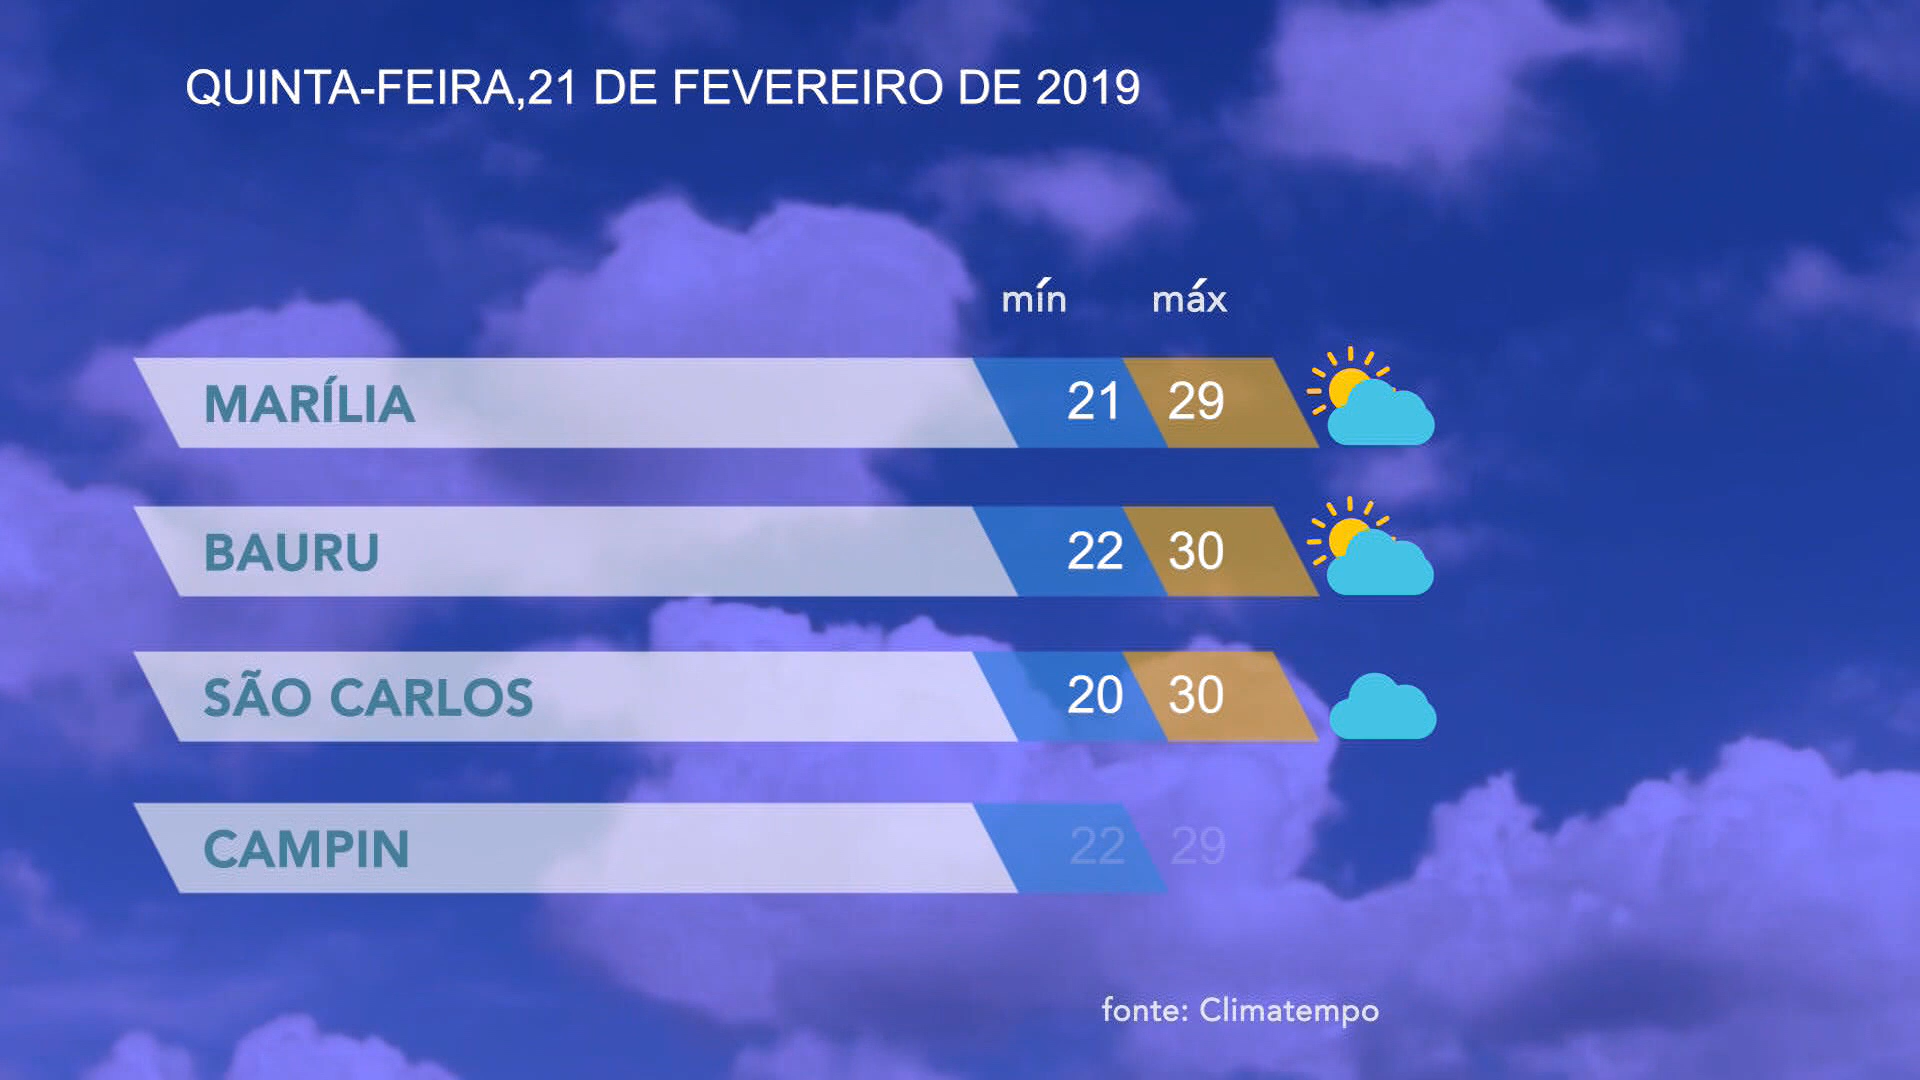 QUINTA-FEIRA,21 DE FEVEREIRO DE 2019
mín máx
MARÍLIA 21 29
BAURU 22 30
SÃO CARLOS 20 30
CAMPIN 22 29
fonte: Climatempo